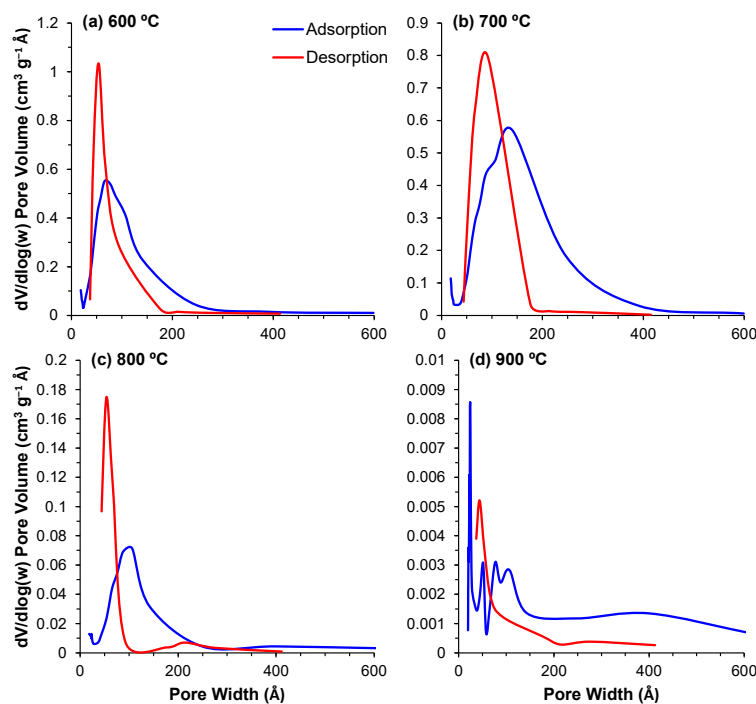 (a) 600 ºC
Adsorption
Desorption
dV/dlog(w) Pore Volume (cm³ g⁻¹ Å)
1.2
1
0.8
0.6
0.4
0.2
0
0 200 400 600
(b) 700 ºC
0.9
0.8
0.7
0.6
0.5
0.4
0.3
0.2
0.1
0
0 200 400 600
(c) 800 ºC
dV/dlog(w) Pore Volume (cm³ g⁻¹ Å)
0.2
0.18
0.16
0.14
0.12
0.1
0.08
0.06
0.04
0.02
0
0 100 200 300 400 500 600
Pore Width (Å)
(d) 900 ºC
0.01
0.009
0.008
0.007
0.006
0.005
0.004
0.003
0.002
0.001
0
0 200 400 600
Pore Width (Å)